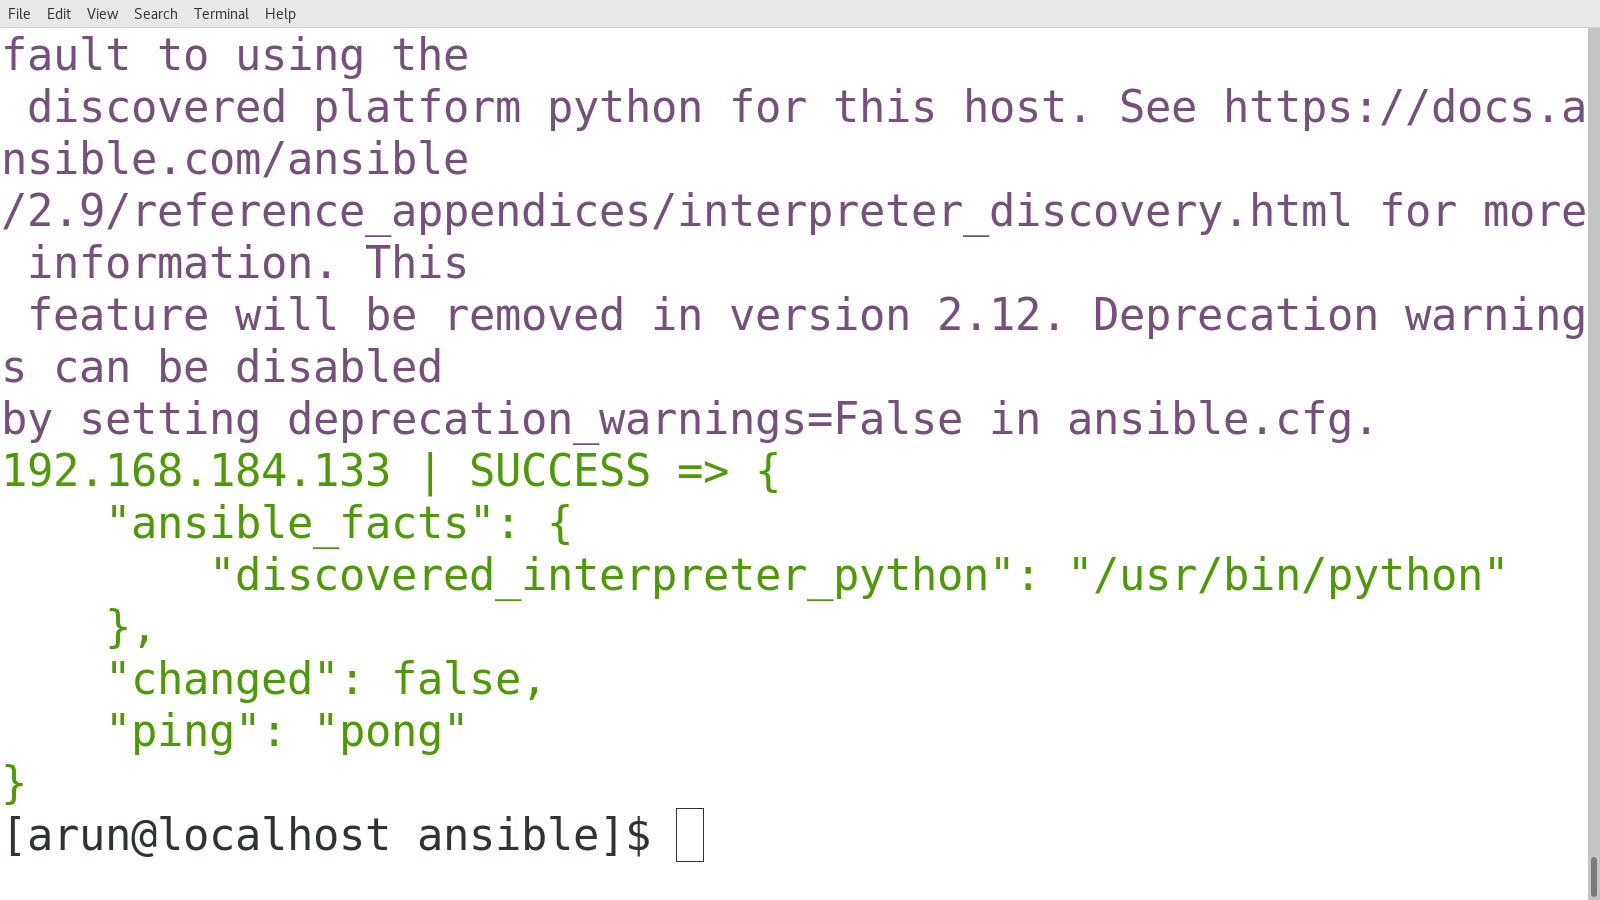 File Edit View Search Terminal Help
fault to using the
 discovered platform python for this host. See https://docs.a
nsible.com/ansible
/2.9/reference_appendices/interpreter_discovery.html for more
 information. This
 feature will be removed in version 2.12. Deprecation warning
s can be disabled
by setting deprecation_warnings=False in ansible.cfg.
192.168.184.133 | SUCCESS => {
    "ansible_facts": {
        "discovered_interpreter_python": "/usr/bin/python"
    },
    "changed": false,
    "ping": "pong"
}
[arun@localhost ansible]$